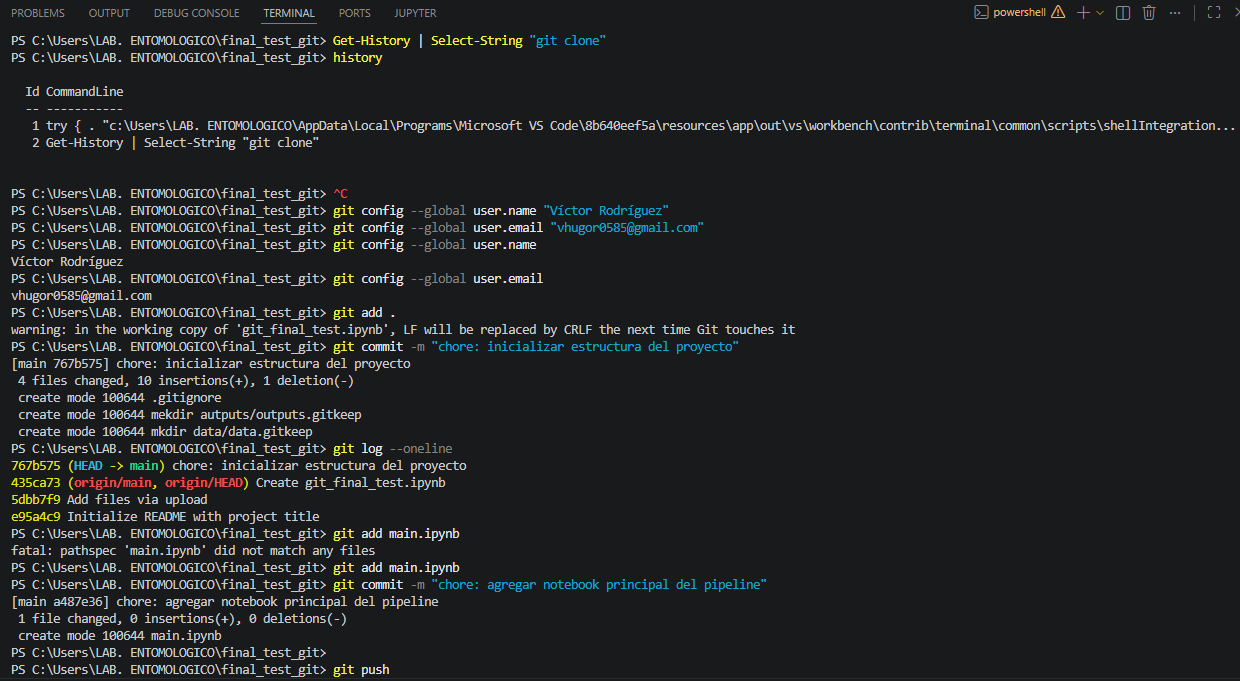 PROBLEMS OUTPUT DEBUG CONSOLE TERMINAL PORTS JUPYTER powershell
PS C:\Users\LAB. ENTOMOLOGICO\final_test_git> Get-History | Select-String "git clone"
PS C:\Users\LAB. ENTOMOLOGICO\final_test_git> history
Id CommandLine
-- -----------
1 try { . "c:\Users\LAB. ENTOMOLOGICO\AppData\Local\Programs\Microsoft VS Code\8b640eef5a\resources\app\out\vs\workbench\contrib\terminal\common\scripts\shellIntegration...
2 Get-History | Select-String "git clone"
PS C:\Users\LAB. ENTOMOLOGICO\final_test_git> ^C
PS C:\Users\LAB. ENTOMOLOGICO\final_test_git> git config --global user.name "Víctor Rodríguez"
PS C:\Users\LAB. ENTOMOLOGICO\final_test_git> git config --global user.email "vhugor0585@gmail.com"
PS C:\Users\LAB. ENTOMOLOGICO\final_test_git> git config --global user.name
Víctor Rodríguez
PS C:\Users\LAB. ENTOMOLOGICO\final_test_git> git config --global user.email
vhugor0585@gmail.com
PS C:\Users\LAB. ENTOMOLOGICO\final_test_git> git add .
warning: in the working copy of 'git_final_test.ipynb', LF will be replaced by CRLF the next time Git touches it
PS C:\Users\LAB. ENTOMOLOGICO\final_test_git> git commit -m "chore: inicializar estructura del proyecto"
[main 767b575] chore: inicializar estructura del proyecto
4 files changed, 10 insertions(+), 1 deletion(-)
create mode 100644 .gitignore
create mode 100644 mekdir autputs/outputs.gitkeep
create mode 100644 mkdir data/data.gitkeep
PS C:\Users\LAB. ENTOMOLOGICO\final_test_git> git log --oneline
767b575 (HEAD -> main) chore: inicializar estructura del proyecto
435ca73 (origin/main, origin/HEAD) Create git_final_test.ipynb
5dbb7f9 Add files via upload
e95a4c9 Initialize README with project title
PS C:\Users\LAB. ENTOMOLOGICO\final_test_git> git add main.ipynb
fatal: pathspec 'main.ipynb' did not match any files
PS C:\Users\LAB. ENTOMOLOGICO\final_test_git> git add main.ipynb
PS C:\Users\LAB. ENTOMOLOGICO\final_test_git> git commit -m "chore: agregar notebook principal del pipeline"
[main a487e36] chore: agregar notebook principal del pipeline
1 file changed, 0 insertions(+), 0 deletions(-)
create mode 100644 main.ipynb
PS C:\Users\LAB. ENTOMOLOGICO\final_test_git>
PS C:\Users\LAB. ENTOMOLOGICO\final_test_git> git push